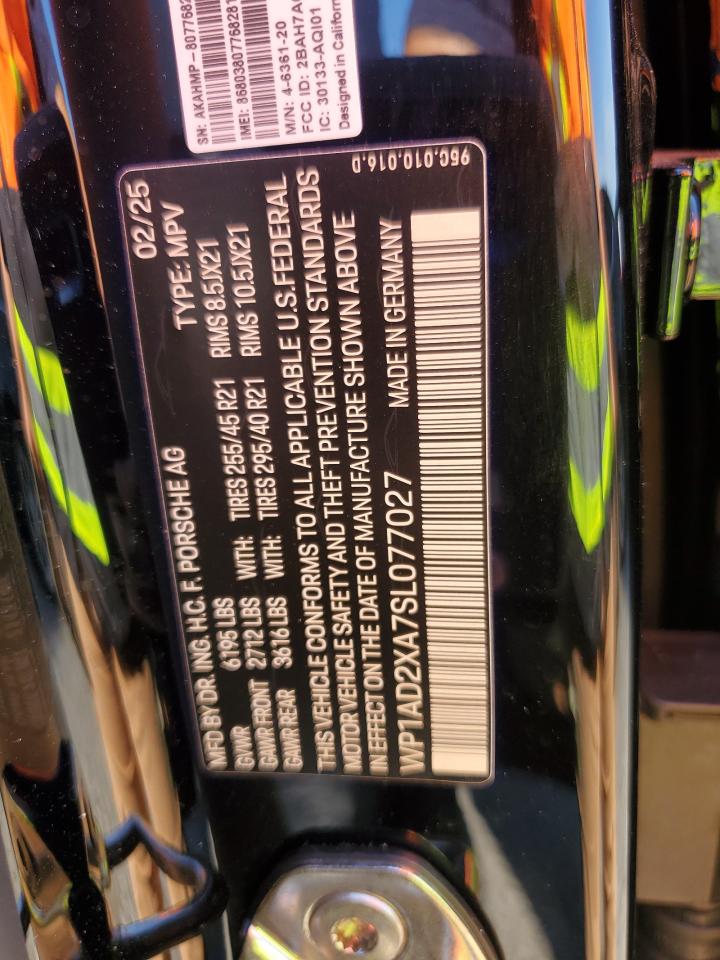 SN: AKAHMP-8077682
IMEI: 86803807768281
M/N: 4-6361-20
FCC ID: 2BAH7A
IC: 30133-AQI01
Designed in Californ
02/25
MFD BY DR. ING. H.C. F. PORSCHE AG TYPE: MPV
GVWR 6195 LBS WITH: TIRES 255/45 R21 RIMS 8.5JX21
GAWR FRONT 2712 LBS WITH: TIRES 295/40 R21 RIMS 10.5JX21
GAWR REAR 3616 LBS
THIS VEHICLE CONFORMS TO ALL APPLICABLE U.S.FEDERAL
MOTOR VEHICLE SAFETY AND THEFT PREVENTION STANDARDS
IN EFFECT ON THE DATE OF MANUFACTURE SHOWN ABOVE
WP1AD2XA7SL077027 MADE IN GERMANY
95C.010.016.D